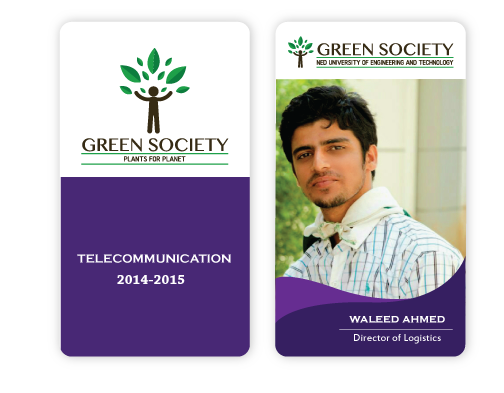 GREEN SOCIETY
PLANTS FOR PLANET
TELECOMMUNICATION
2014-2015
GREEN SOCIETY
NED UNIVERSITY OF ENGINEERING AND TECHNOLOGY
WALEED AHMED
Director of Logistics